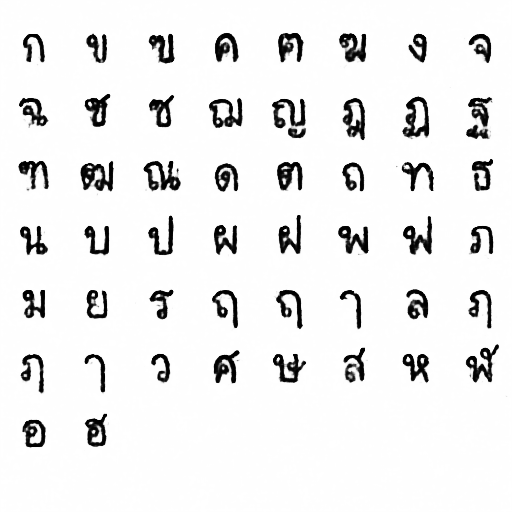 ก ข ฃ ค ฅ ฆ ง จ
ฉ ช ซ ฌ ญ ฎ ฏ ฐ
ฑ ฒ ณ ด ต ถ ท ธ
น บ ป ผ ฝ พ ฟ ภ
ม ย ร ฤ ฤ ๅ ล ฦ
ฦ ๅ ว ศ ษ ส ห ฬ
อ ฮ